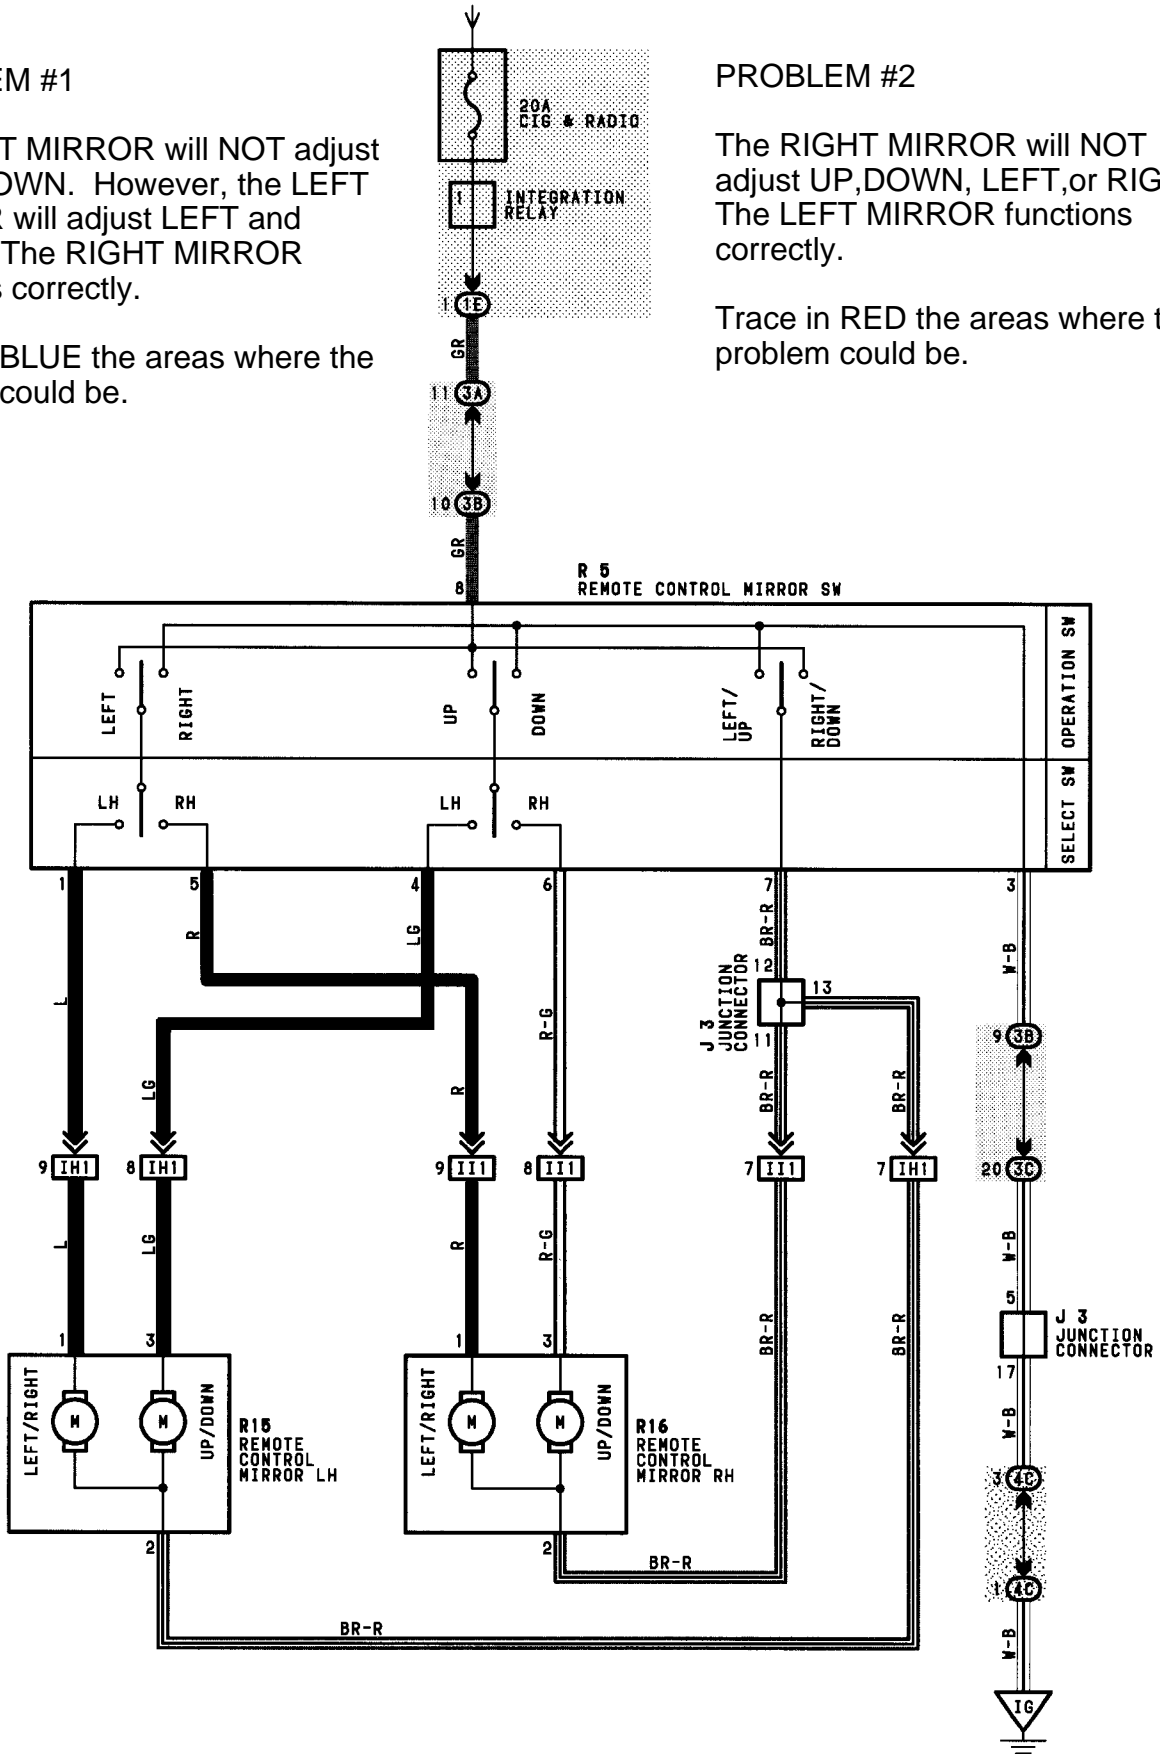 EM #1
T MIRROR will NOT adjust
OWN. However, the LEFT
R will adjust LEFT and
The RIGHT MIRROR
s correctly.
BLUE the areas where the
could be.
PROBLEM #2
The RIGHT MIRROR will NOT
adjust UP,DOWN, LEFT,or RIG
The LEFT MIRROR functions
correctly.
Trace in RED the areas where t
problem could be.
20A
CIG & RADIO
1
INTEGRATION
RELAY
1 1E
GR
11 3A
10 3B
GR
8
R 5
REMOTE CONTROL MIRROR SW
LEFT
RIGHT
UP
DOWN
LEFT/
UP
RIGHT/
DOWN
OPERATION SW
LH RH
LH RH
SELECT SW
1 5 4 6 7 3
L
R
LG
R-G
BR-R
W-B
12
13
11
J 3
JUNCTION
CONNECTOR
LG
R
BR-R
BR-R
9 3B
9 IH1
8 IH1
9 II1
8 II1
7 II1
7 IH1
20 3C
L
LG
R
R-G
BR-R
BR-R
W-B
5
J 3
JUNCTION
CONNECTOR
17
W-B
1 3
1 3
LEFT/RIGHT
M
M
UP/DOWN
R15
REMOTE
CONTROL
MIRROR LH
LEFT/RIGHT
M
M
UP/DOWN
R16
REMOTE
CONTROL
MIRROR RH
3 4C
2
2
BR-R
1 4C
BR-R
W-B
IG